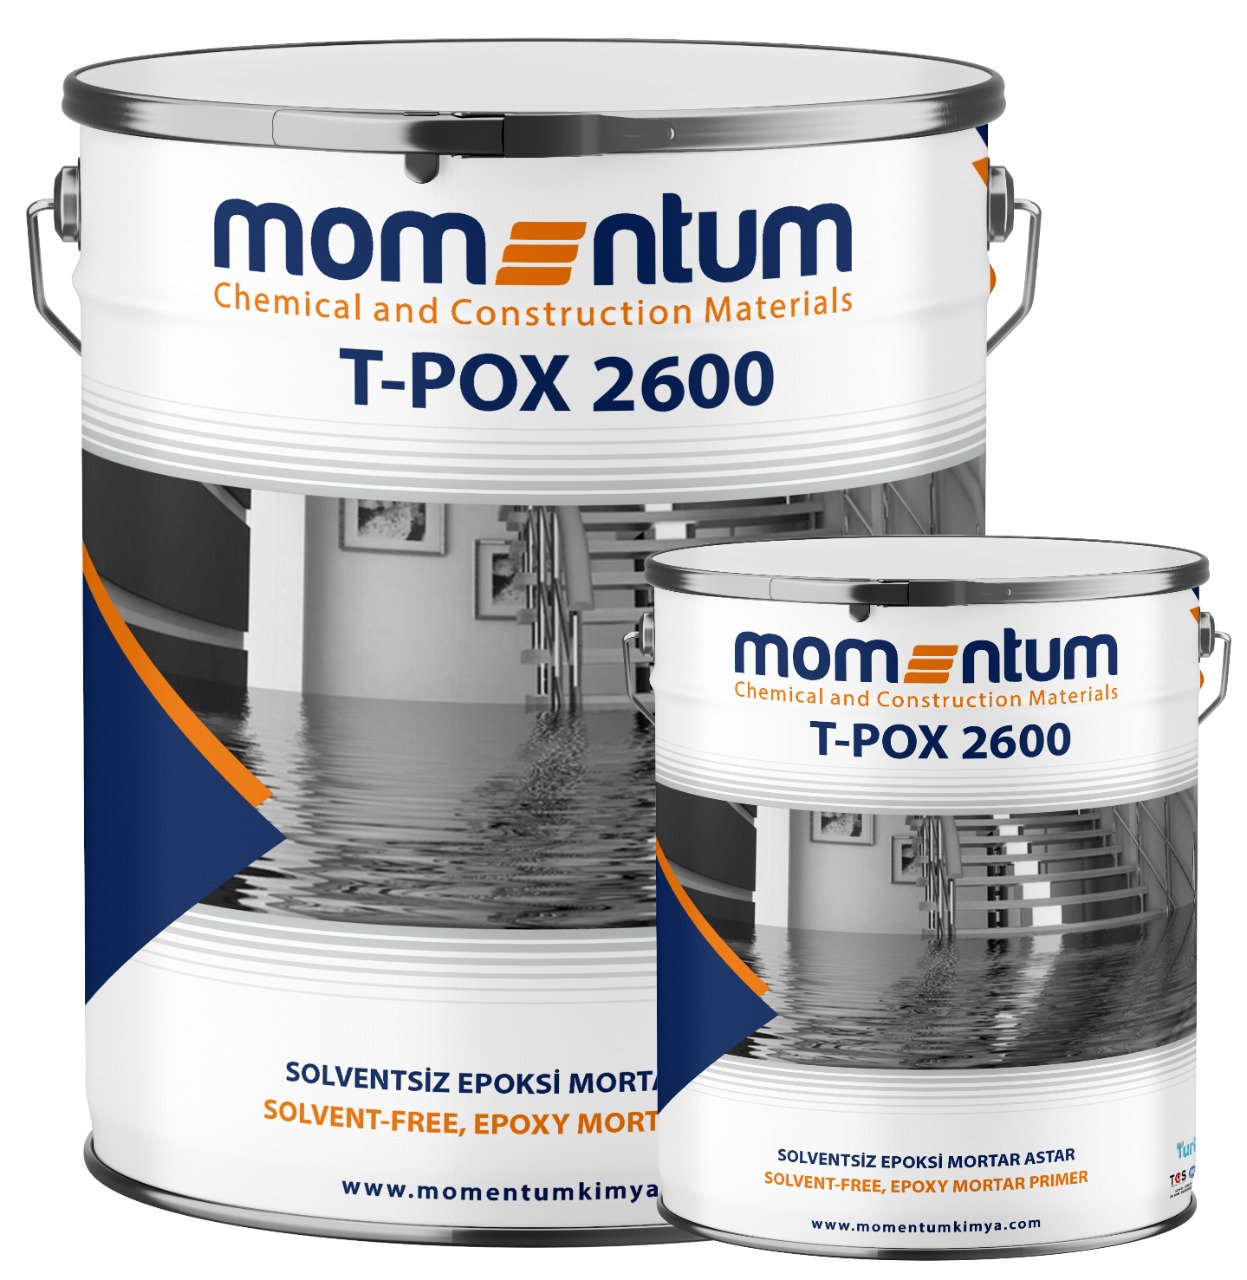 momentum
Chemical and Construction Materials
T-POX 2600
SOLVENTSİZ EPOKSİ MORTA
SOLVENT-FREE, EPOXY MORT
www.momentumkimya
momentum
Chemical and Construction Materials
T-POX 2600
SOLVENTSİZ EPOKSİ MORTAR ASTAR
SOLVENT-FREE, EPOXY MORTAR PRIMER
www.momentumkimya.com